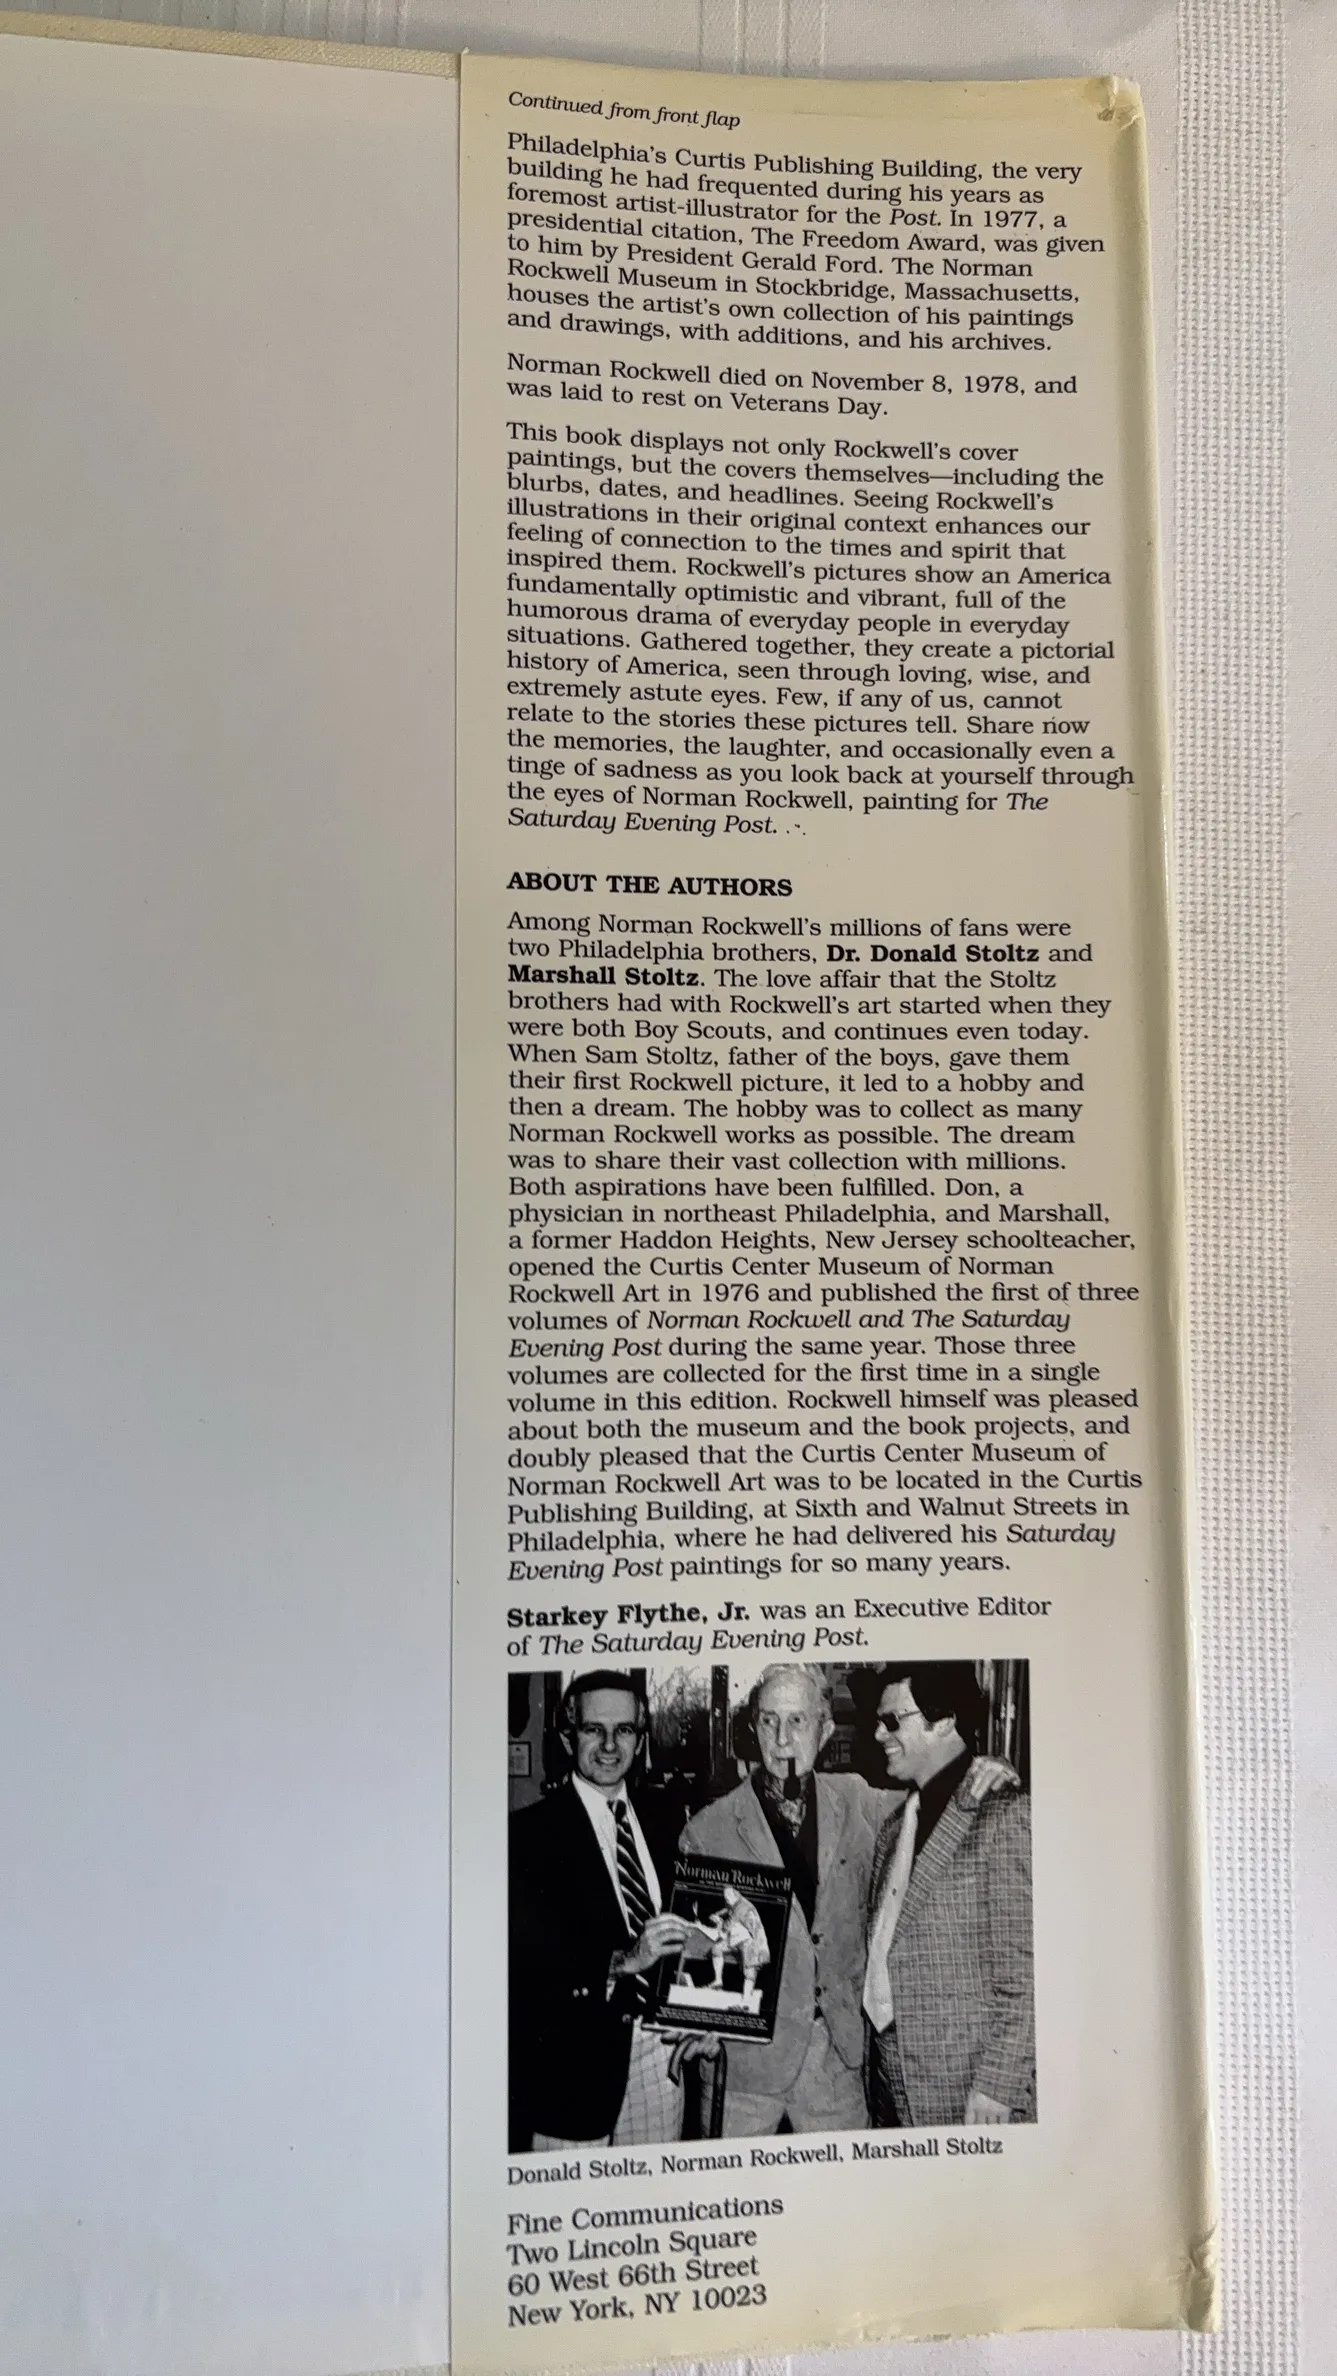 Continued from front flap
Philadelphia's Curtis Publishing Building, the very
building he had frequented during his years as
foremost artist-illustrator for the Post. In 1977, a
presidential citation, The Freedom Award, was given
to him by President Gerald Ford. The Norman
Rockwell Museum in Stockbridge, Massachusetts,
houses the artist's own collection of his paintings
and drawings, with additions, and his archives.
Norman Rockwell died on November 8, 1978, and
was laid to rest on Veterans Day.
This book displays not only Rockwell's cover
paintings, but the covers themselves—including the
blurbs, dates, and headlines. Seeing Rockwell's
illustrations in their original context enhances our
feeling of connection to the times and spirit that
inspired them. Rockwell's pictures show an America
fundamentally optimistic and vibrant, full of the
humorous drama of everyday people in everyday
situations. Gathered together, they create a pictorial
history of America, seen through loving, wise, and
extremely astute eyes. Few, if any of us, cannot
relate to the stories these pictures tell. Share now
the memories, the laughter, and occasionally even a
tinge of sadness as you look back at yourself through
the eyes of Norman Rockwell, painting for The
Saturday Evening Post. . .
ABOUT THE AUTHORS
Among Norman Rockwell's millions of fans were
two Philadelphia brothers, Dr. Donald Stoltz and
Marshall Stoltz. The love affair that the Stoltz
brothers had with Rockwell's art started when they
were both Boy Scouts, and continues even today.
When Sam Stoltz, father of the boys, gave them
their first Rockwell picture, it led to a hobby and
then a dream. The hobby was to collect as many
Norman Rockwell works as possible. The dream
was to share their vast collection with millions.
Both aspirations have been fulfilled. Don, a
physician in northeast Philadelphia, and Marshall,
a former Haddon Heights, New Jersey schoolteacher,
opened the Curtis Center Museum of Norman
Rockwell Art in 1976 and published the first of three
volumes of Norman Rockwell and The Saturday
Evening Post during the same year. Those three
volumes are collected for the first time in a single
volume in this edition. Rockwell himself was pleased
about both the museum and the book projects, and
doubly pleased that the Curtis Center Museum of
Norman Rockwell Art was to be located in the Curtis
Publishing Building, at Sixth and Walnut Streets in
Philadelphia, where he had delivered his Saturday
Evening Post paintings for so many years.
Starkey Flythe, Jr. was an Executive Editor
of The Saturday Evening Post.
Norman Rockwell
Donald Stoltz, Norman Rockwell, Marshall Stoltz
Fine Communications
Two Lincoln Square
60 West 66th Street
New York, NY 10023